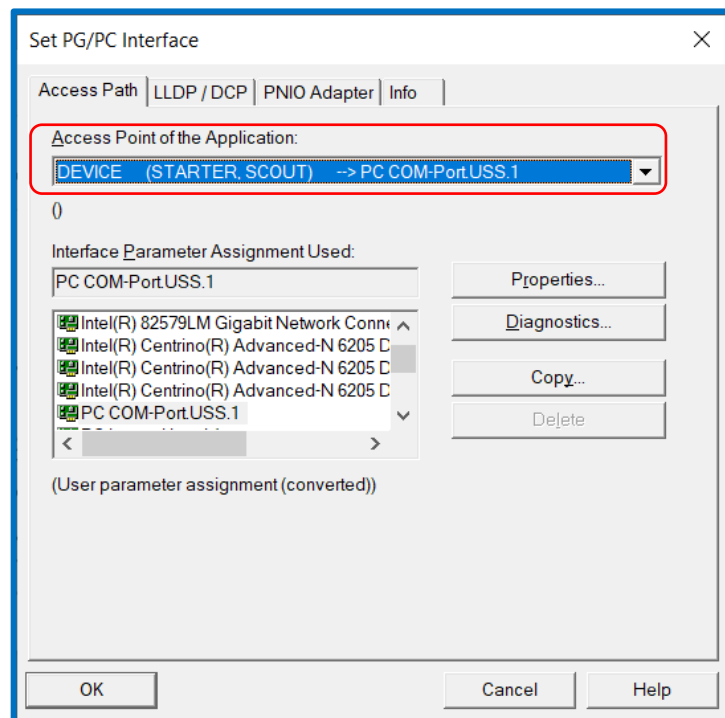 Set PG/PC Interface
Access Path LLDP / DCP PNIO Adapter Info
Access Point of the Application:
DEVICE (STARTER, SCOUT) --> PC COM-Port.USS.1
()
Interface Parameter Assignment Used:
PC COM-Port.USS.1
Properties...
Intel(R) 82579LM Gigabit Network Conne
Diagnostics...
Intel(R) Centrino(R) Advanced-N 6205 D
Intel(R) Centrino(R) Advanced-N 6205 D
Copy...
Intel(R) Centrino(R) Advanced-N 6205 D
PC COM-Port.USS.1
Delete
(User parameter assignment (converted))
OK Cancel Help